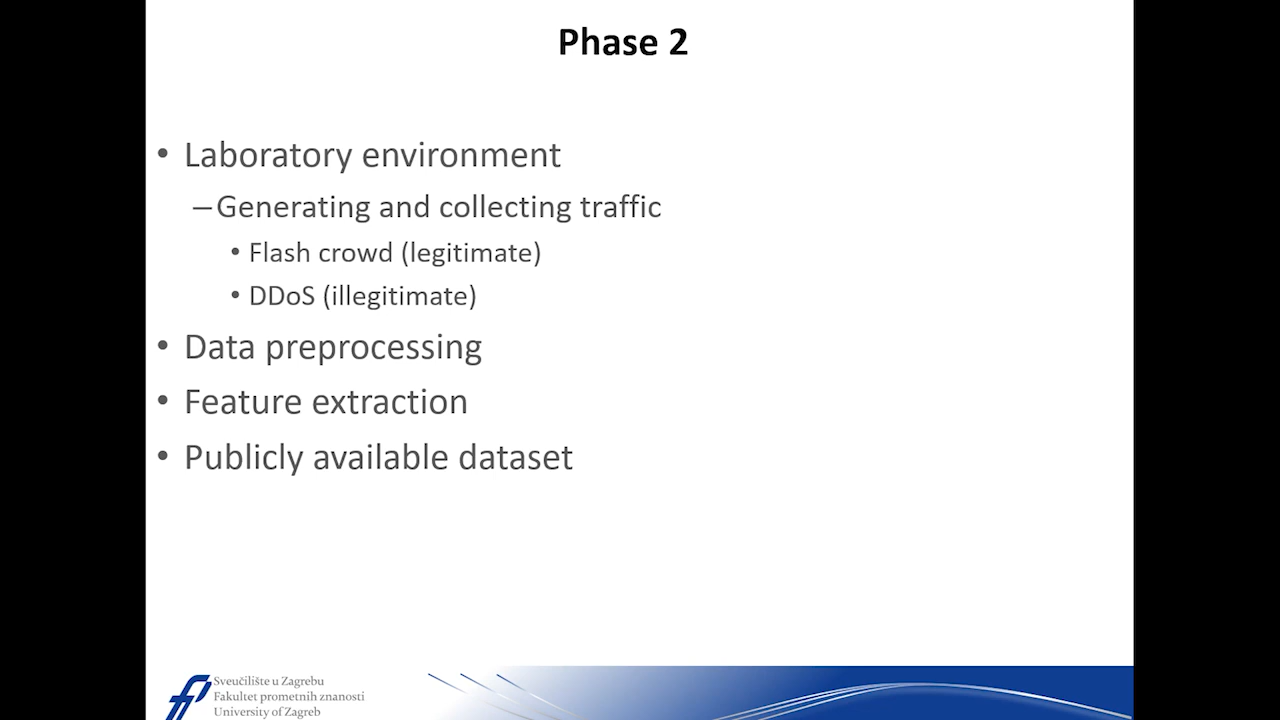 Phase 2
• Laboratory environment
– Generating and collecting traffic
• Flash crowd (legitimate)
• DDoS (illegitimate)
• Data preprocessing
• Feature extraction
• Publicly available dataset
Sveučilište u Zagrebu
Fakultet prometnih znanosti
University of Zagreb